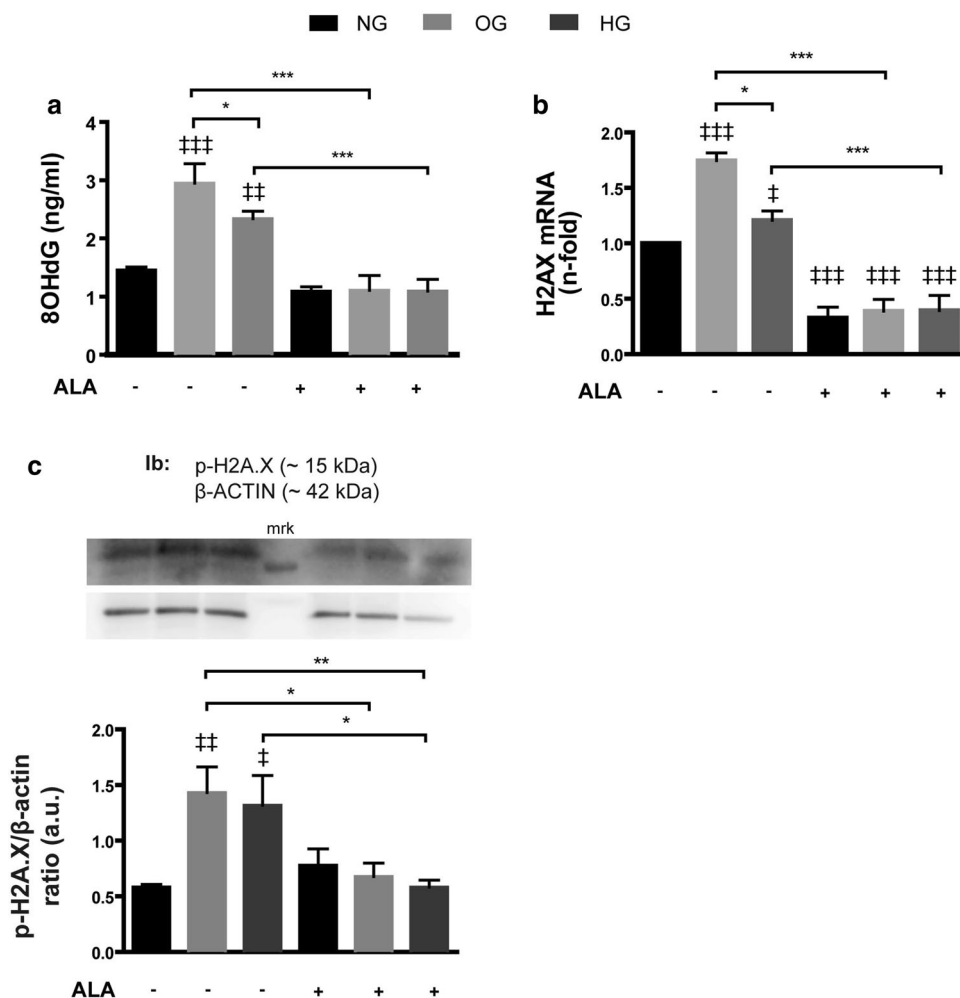 NG OG HG
a
***
*
4
‡‡‡
***
3
‡‡
2
1
0
8OHdG (ng/ml)
ALA - - - + + +
b
***
*
2.0
‡‡‡
***
1.5
‡
1.0
‡‡‡ ‡‡‡ ‡‡‡
0.5
0.0
H2AX mRNA
(n-fold)
ALA - - - + + +
c
Ib: p-H2A.X (~ 15 kDa)
β-ACTIN (~ 42 kDa)
mrk
**
*
*
2.0
‡‡ ‡
1.5
1.0
0.5
0.0
p-H2A.X/β-actin
ratio (a.u.)
ALA - - - + + +